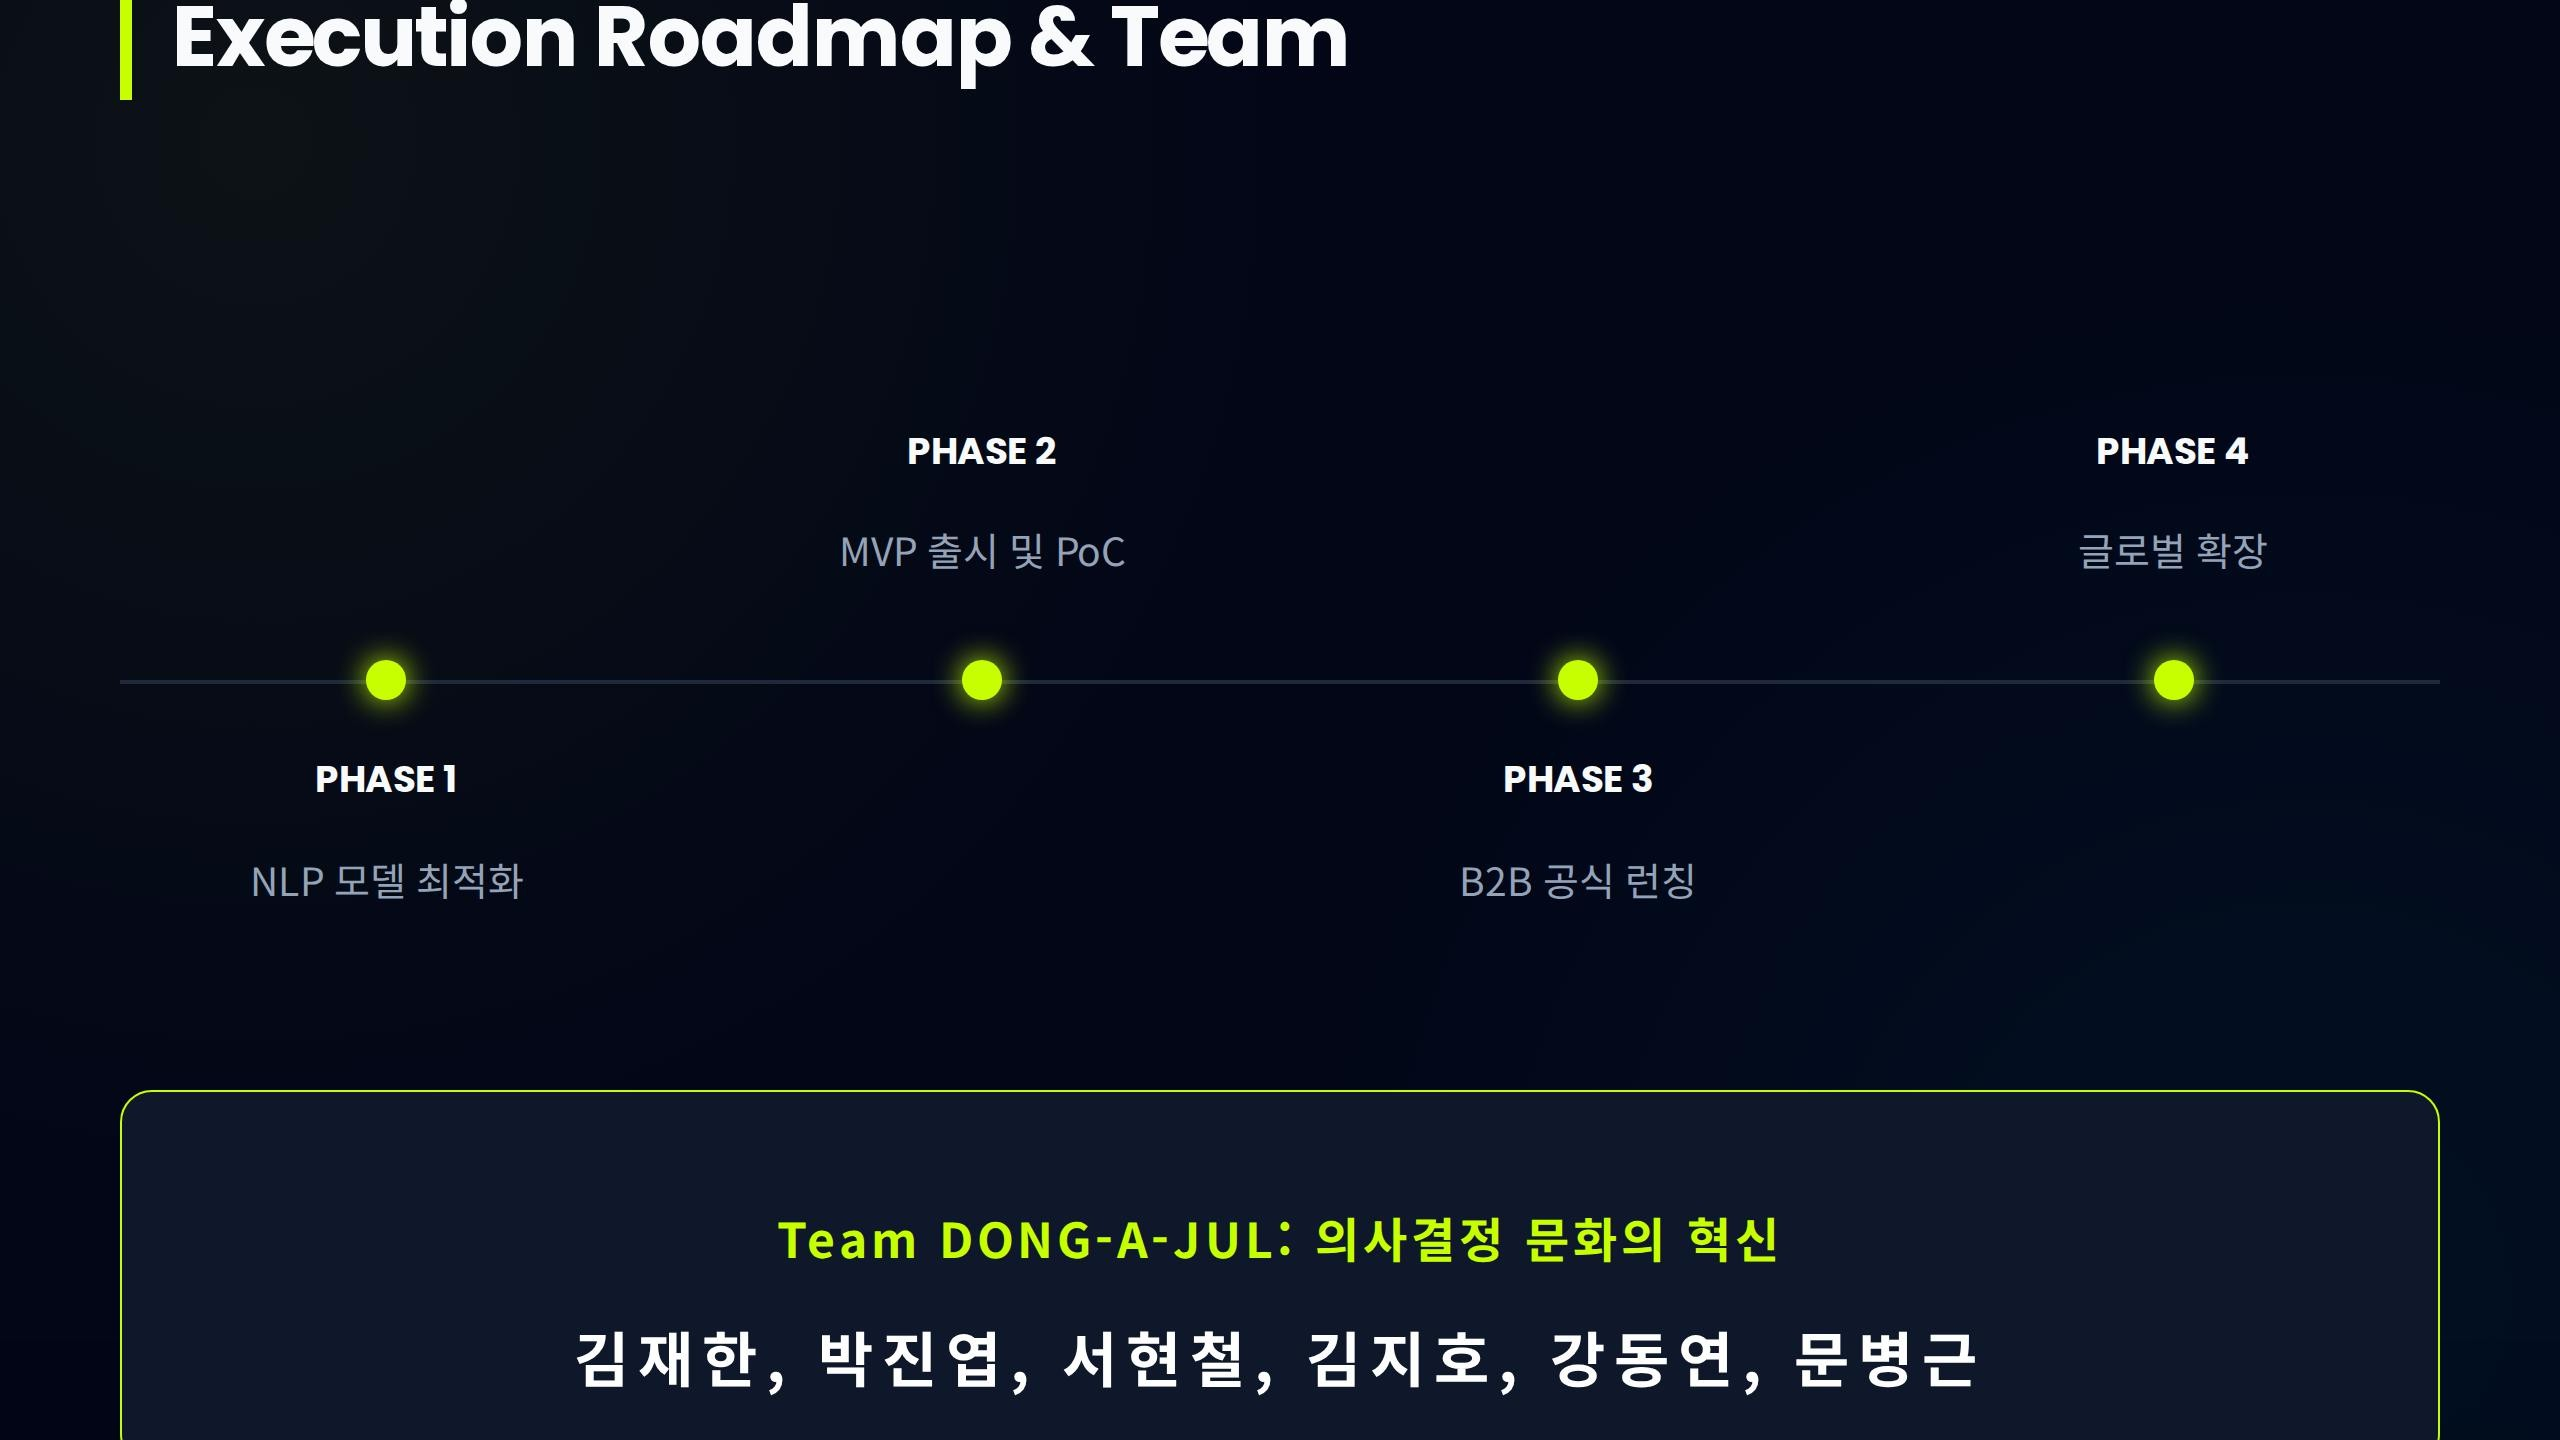 Execution Roadmap & Team
PHASE 1
NLP 모델 최적화
PHASE 2
MVP 출시 및 PoC
PHASE 3
B2B 공식 런칭
PHASE 4
글로벌 확장
Team DONG-A-JUL: 의사결정 문화의 혁신
김재한, 박진엽, 서현철, 김지호, 강동연, 문병근